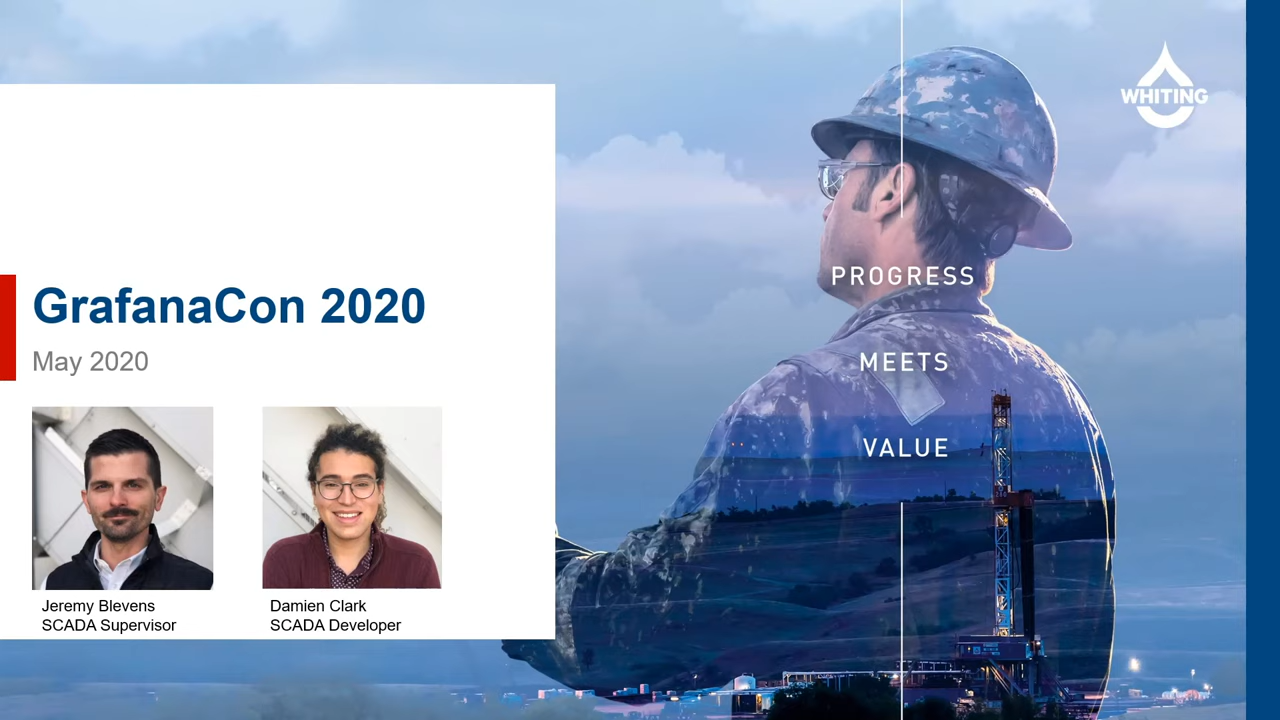 WHITING
GrafanaCon 2020
May 2020
Jeremy Blevens
SCADA Supervisor
Damien Clark
SCADA Developer
PROGRESS
MEETS
VALUE